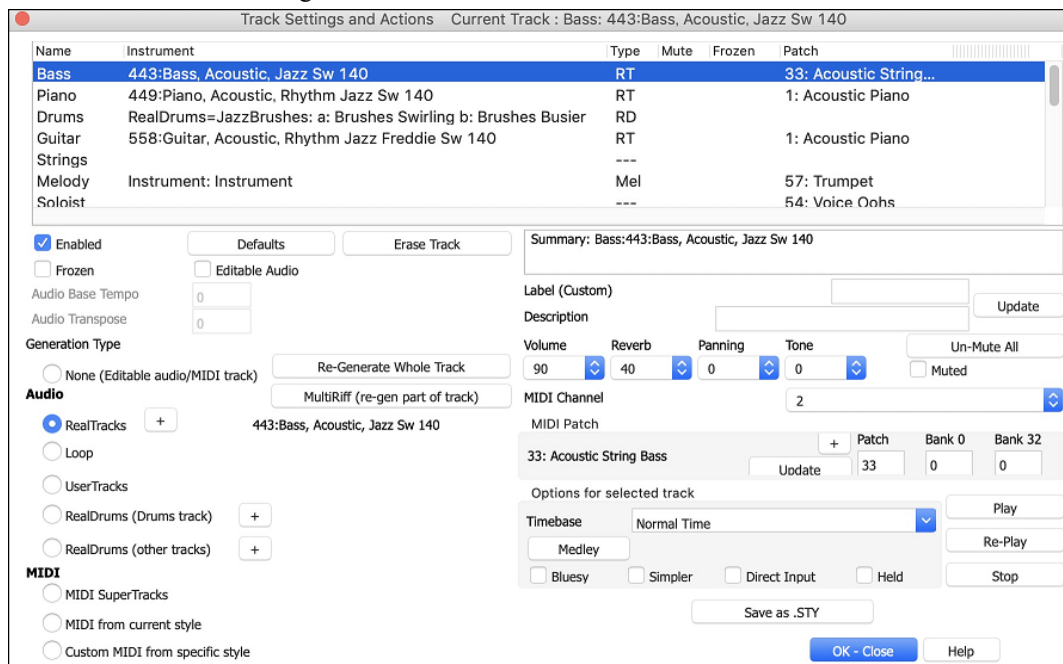 Track Settings and Actions Current Track : Bass: 443:Bass, Acoustic, Jazz Sw 140
Name Instrument Type Mute Frozen Patch
Bass 443:Bass, Acoustic, Jazz Sw 140 RT 33: Acoustic String...
Piano 449:Piano, Acoustic, Rhythm Jazz Sw 140 RT 1: Acoustic Piano
Drums RealDrums=JazzBrushes: a: Brushes Swirling b: Brushes Busier RD
Guitar 558:Guitar, Acoustic, Rhythm Jazz Freddie Sw 140 RT 1: Acoustic Piano
Strings ---
Melody Instrument: Instrument Mel 57: Trumpet
Soloist --- 54: Voice Oohs
Enabled Defaults Erase Track
Frozen Editable Audio
Audio Base Tempo 0
Audio Transpose 0
Generation Type
None (Editable audio/MIDI track) Re-Generate Whole Track
Audio MultiRiff (re-gen part of track)
RealTracks + 443:Bass, Acoustic, Jazz Sw 140
Loop
UserTracks
RealDrums (Drums track) +
RealDrums (other tracks) +
MIDI
MIDI SuperTracks
MIDI from current style
Custom MIDI from specific style
Summary: Bass:443:Bass, Acoustic, Jazz Sw 140
Label (Custom)
Description Update
Volume Reverb Panning Tone Un-Mute All
90 40 0 0 Muted
MIDI Channel 2
MIDI Patch + Patch Bank 0 Bank 32
33: Acoustic String Bass Update 33 0 0
Options for selected track
Timebase Normal Time Play
Medley Re-Play
Bluesy Simpler Direct Input Held Stop
Save as .STY
OK - Close Help